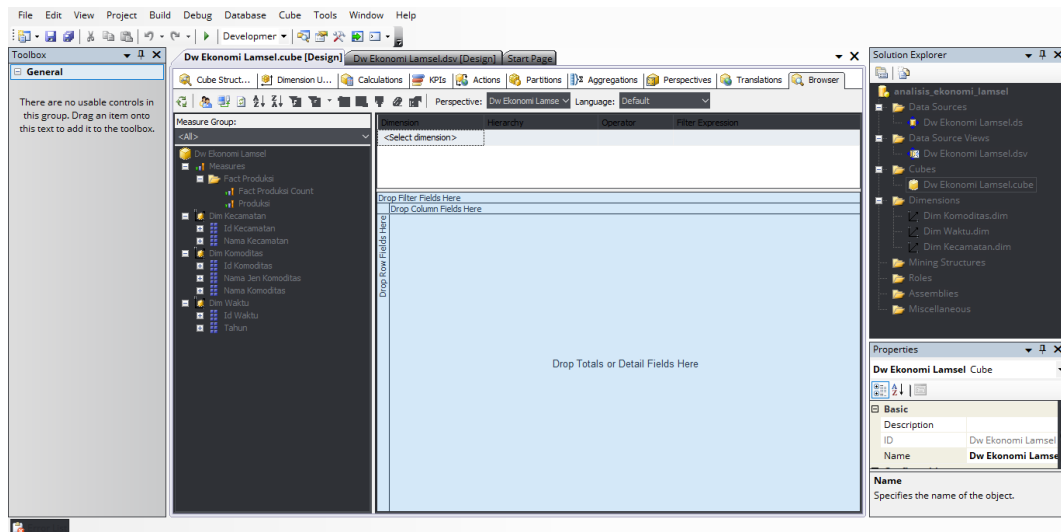 File Edit View Project Build Debug Database Cube Tools Window Help
Developmer
Toolbox
General
There are no usable controls in
this group. Drag an item onto
this text to add it to the toolbox.
Dw Ekonomi Lamsel.cube [Design] Dw Ekonomi Lamsel.dsv [Design] Start Page
Cube Struct... Dimension U... Calculations KPIs Actions Partitions Aggregations Perspectives Translations Browser
Perspective: Dw Ekonomi Lamse Language: Default
Measure Group:
<All>
Dw Ekonomi Lamsel
Measures
Fact Produksi
Fact Produksi Count
Produksi
Dim Kecamatan
Id Kecamatan
Nama Kecamatan
Dim Komoditas
Id Komoditas
Nama Jen Komoditas
Nama Komoditas
Dim Waktu
Id Waktu
Tahun
Dimension Hierarchy Operator Filter Expression
<Select dimension>
Drop Filter Fields Here
Drop Column Fields Here
Drop Row Fields Here
Drop Totals or Detail Fields Here
Solution Explorer
analisis_ekonomi_lamsel
Data Sources
Dw Ekonomi Lamsel.ds
Data Source Views
Dw Ekonomi Lamsel.dsv
Cubes
Dw Ekonomi Lamsel.cube
Dimensions
Dim Komoditas.dim
Dim Waktu.dim
Dim Kecamatan.dim
Mining Structures
Roles
Assemblies
Miscellaneous
Properties
Dw Ekonomi Lamsel Cube
Basic
Description
ID Dw Ekonomi Lamsel
Name Dw Ekonomi Lamse
Name
Specifies the name of the object.